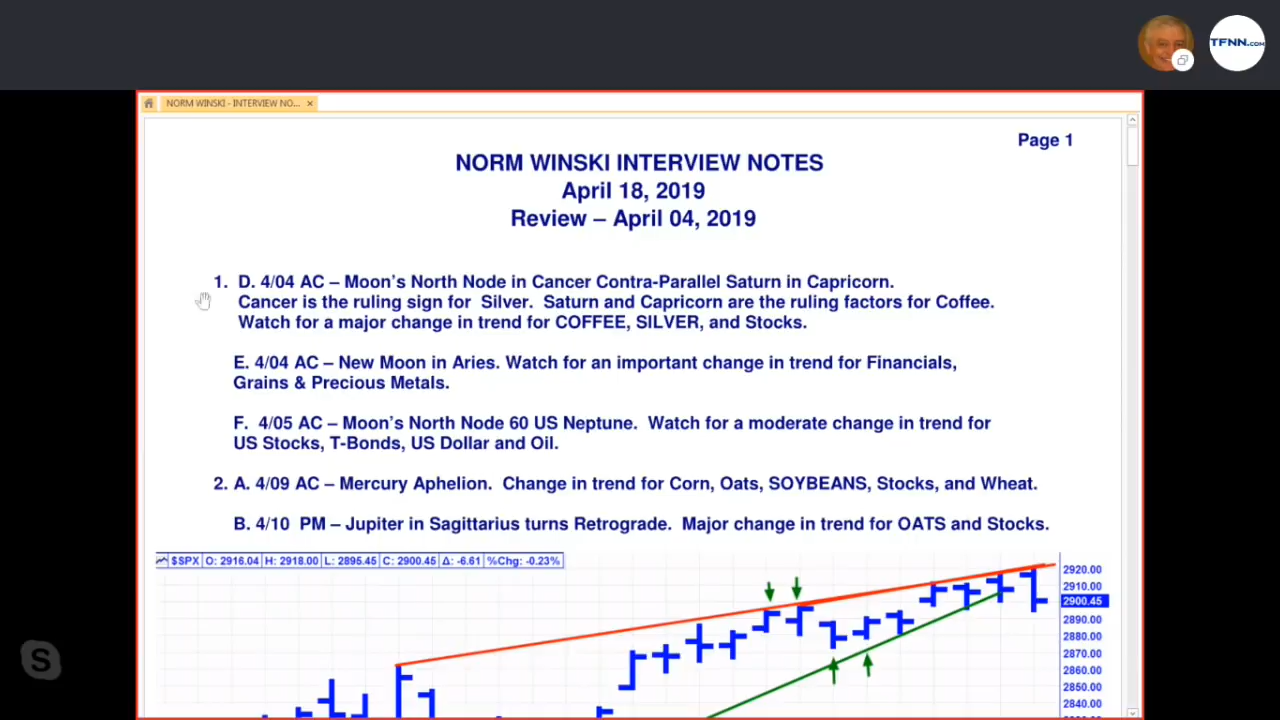 TFNN.COM
NORM WINSKI - INTERVIEW NO... ×
Page 1
NORM WINSKI INTERVIEW NOTES
April 18, 2019
Review – April 04, 2019
1. D. 4/04 AC – Moon's North Node in Cancer Contra-Parallel Saturn in Capricorn.
Cancer is the ruling sign for Silver. Saturn and Capricorn are the ruling factors for Coffee.
Watch for a major change in trend for COFFEE, SILVER, and Stocks.
E. 4/04 AC – New Moon in Aries. Watch for an important change in trend for Financials,
Grains & Precious Metals.
F. 4/05 AC – Moon's North Node 60 US Neptune. Watch for a moderate change in trend for
US Stocks, T-Bonds, US Dollar and Oil.
2. A. 4/09 AC – Mercury Aphelion. Change in trend for Corn, Oats, SOYBEANS, Stocks, and Wheat.
B. 4/10 PM – Jupiter in Sagittarius turns Retrograde. Major change in trend for OATS and Stocks.
$SPX O: 2916.04 H: 2918.00 L: 2895.45 C: 2900.45 Δ: -6.61 %Chg: -0.23%
2920.00
2910.00
2900.45
2890.00
2880.00
2870.00
2860.00
2850.00
2840.00
S